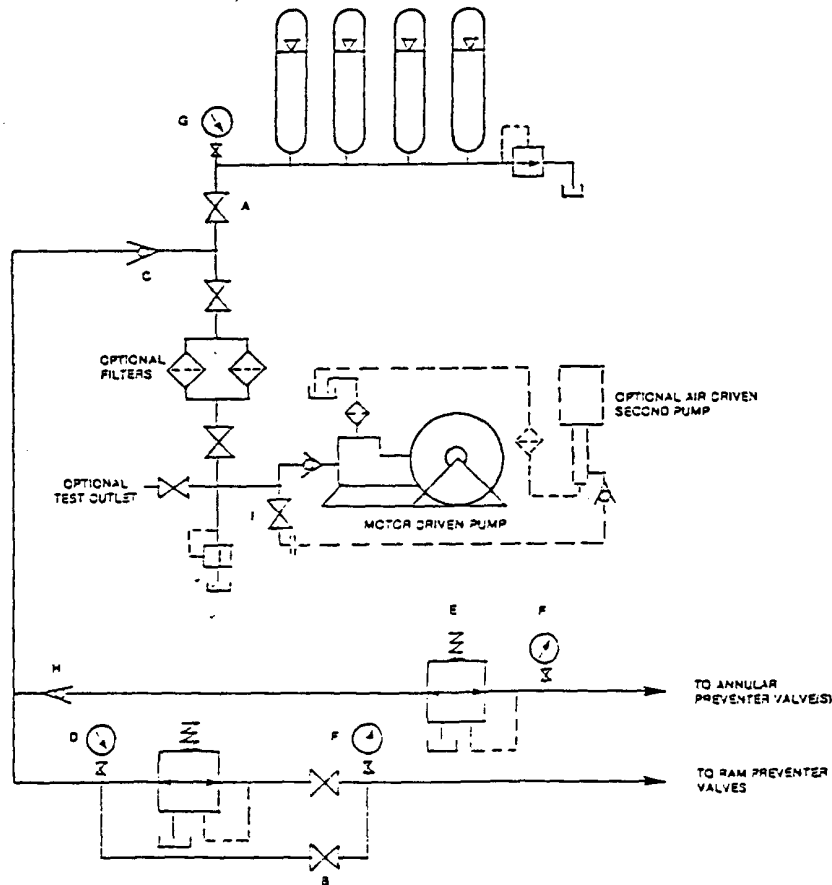 G
A
C
OPTIONAL
FILTERS
OPTIONAL AIR DRIVEN
SECOND PUMP
OPTIONAL
TEST OUTLET
I
MOTOR DRIVEN PUMP
E
F
H
TO ANNULAR
PREVENTER VALVE(S)
D
F
TO RAM PREVENTER
VALVES
B